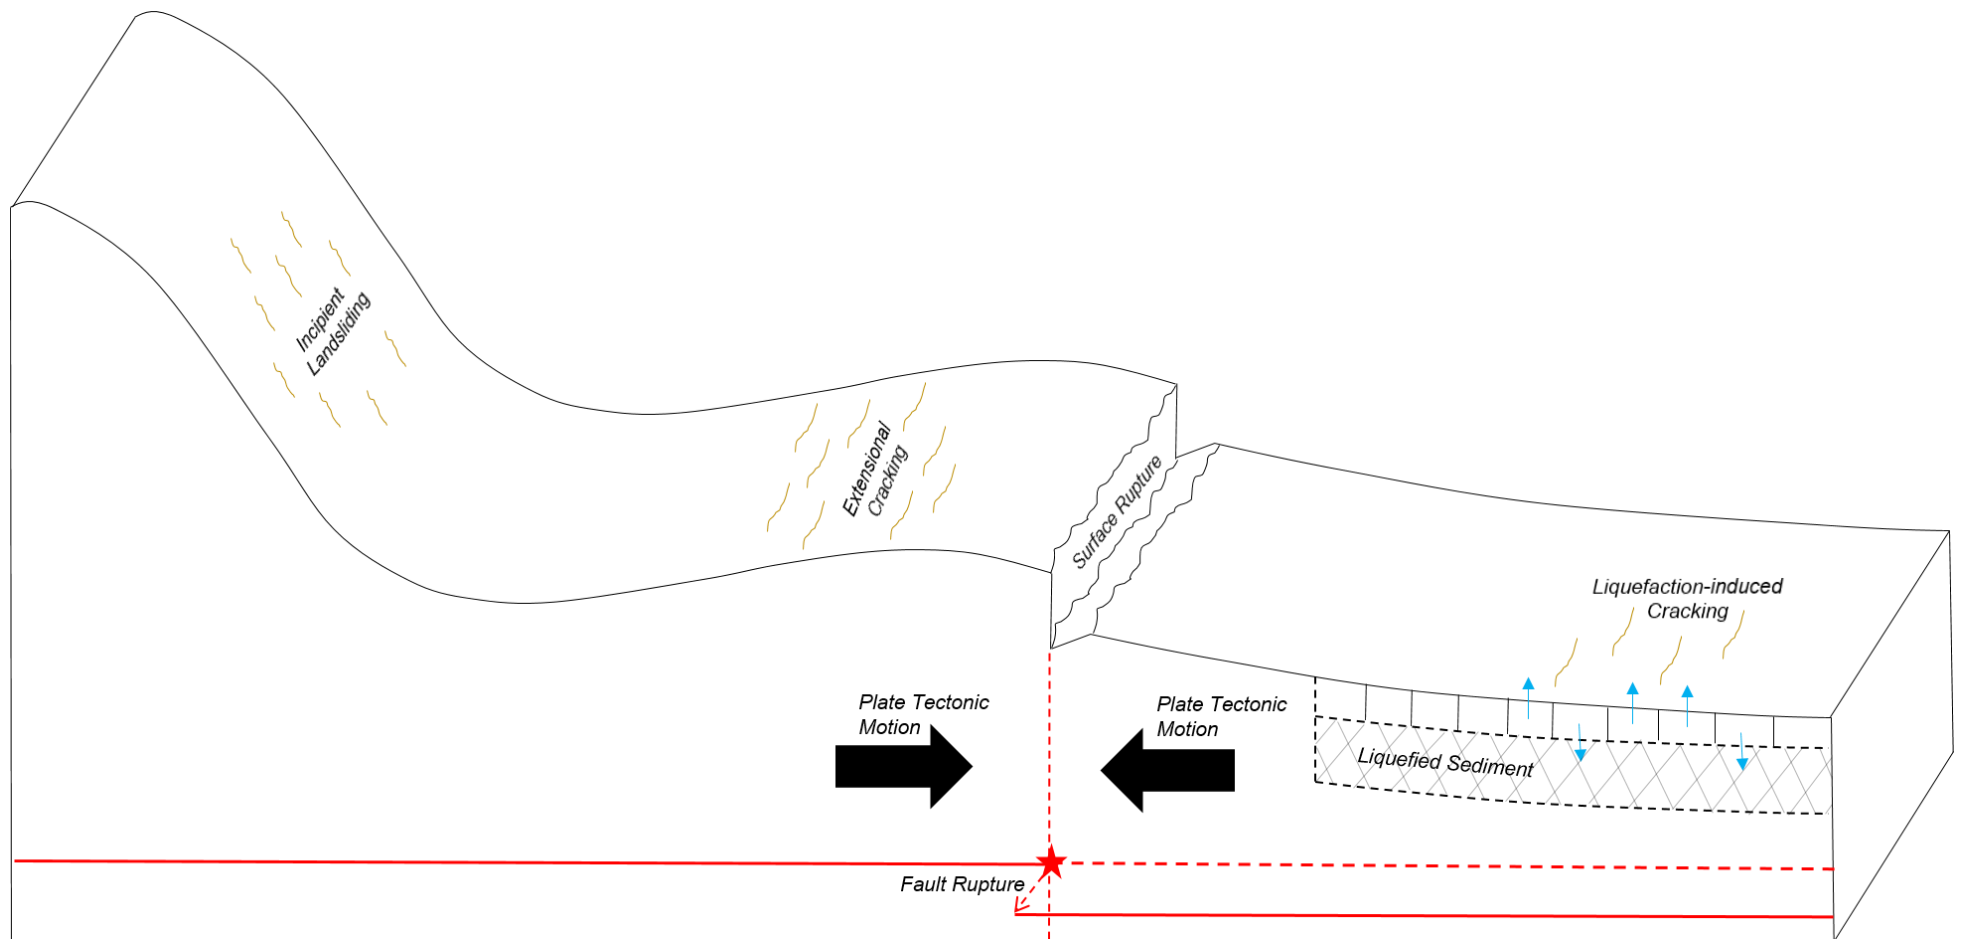 Incipient
Landsliding
Extensional
Cracking
Surface Rupture
Liquefaction-induced
Cracking
Plate Tectonic
Motion
Plate Tectonic
Motion
Liquefied Sediment
Fault Rupture